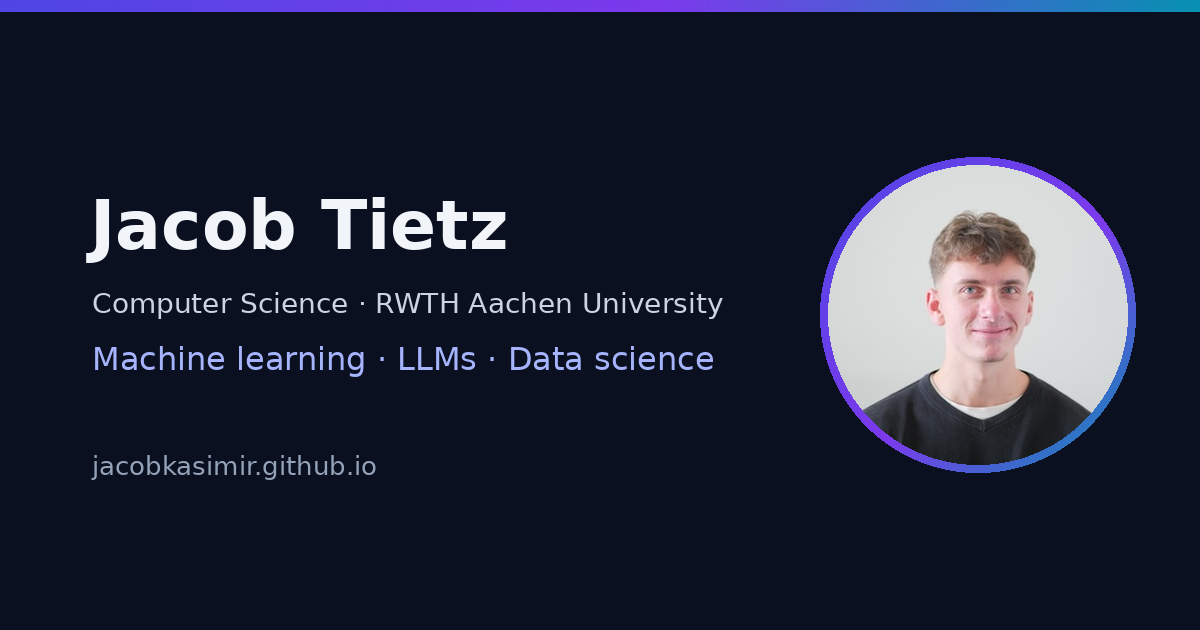 Jacob Tietz
Computer Science · RWTH Aachen University
Machine learning · LLMs · Data science
jacobkasimir.github.io